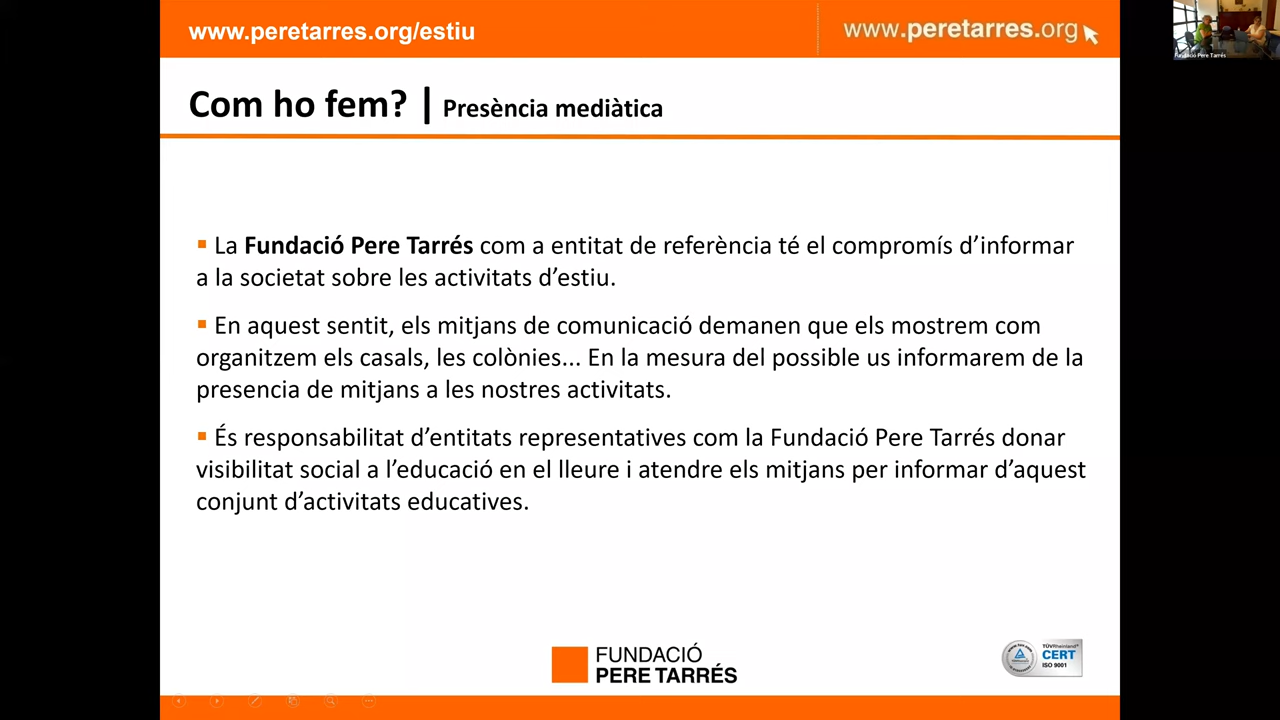 www.peretarres.org/estiu
www.peretarres.org
Fundació Pere Tarrés
Com ho fem? | Presència mediàtica
▪ La Fundació Pere Tarrés com a entitat de referència té el compromís d’informar
a la societat sobre les activitats d’estiu.
▪ En aquest sentit, els mitjans de comunicació demanen que els mostrem com
organitzem els casals, les colònies... En la mesura del possible us informarem de la
presencia de mitjans a les nostres activitats.
▪ És responsabilitat d’entitats representatives com la Fundació Pere Tarrés donar
visibilitat social a l’educació en el lleure i atendre els mitjans per informar d’aquest
conjunt d’activitats educatives.
FUNDACIÓ
PERE TARRÉS
TÜVRheinland®
CERT
ISO 9001